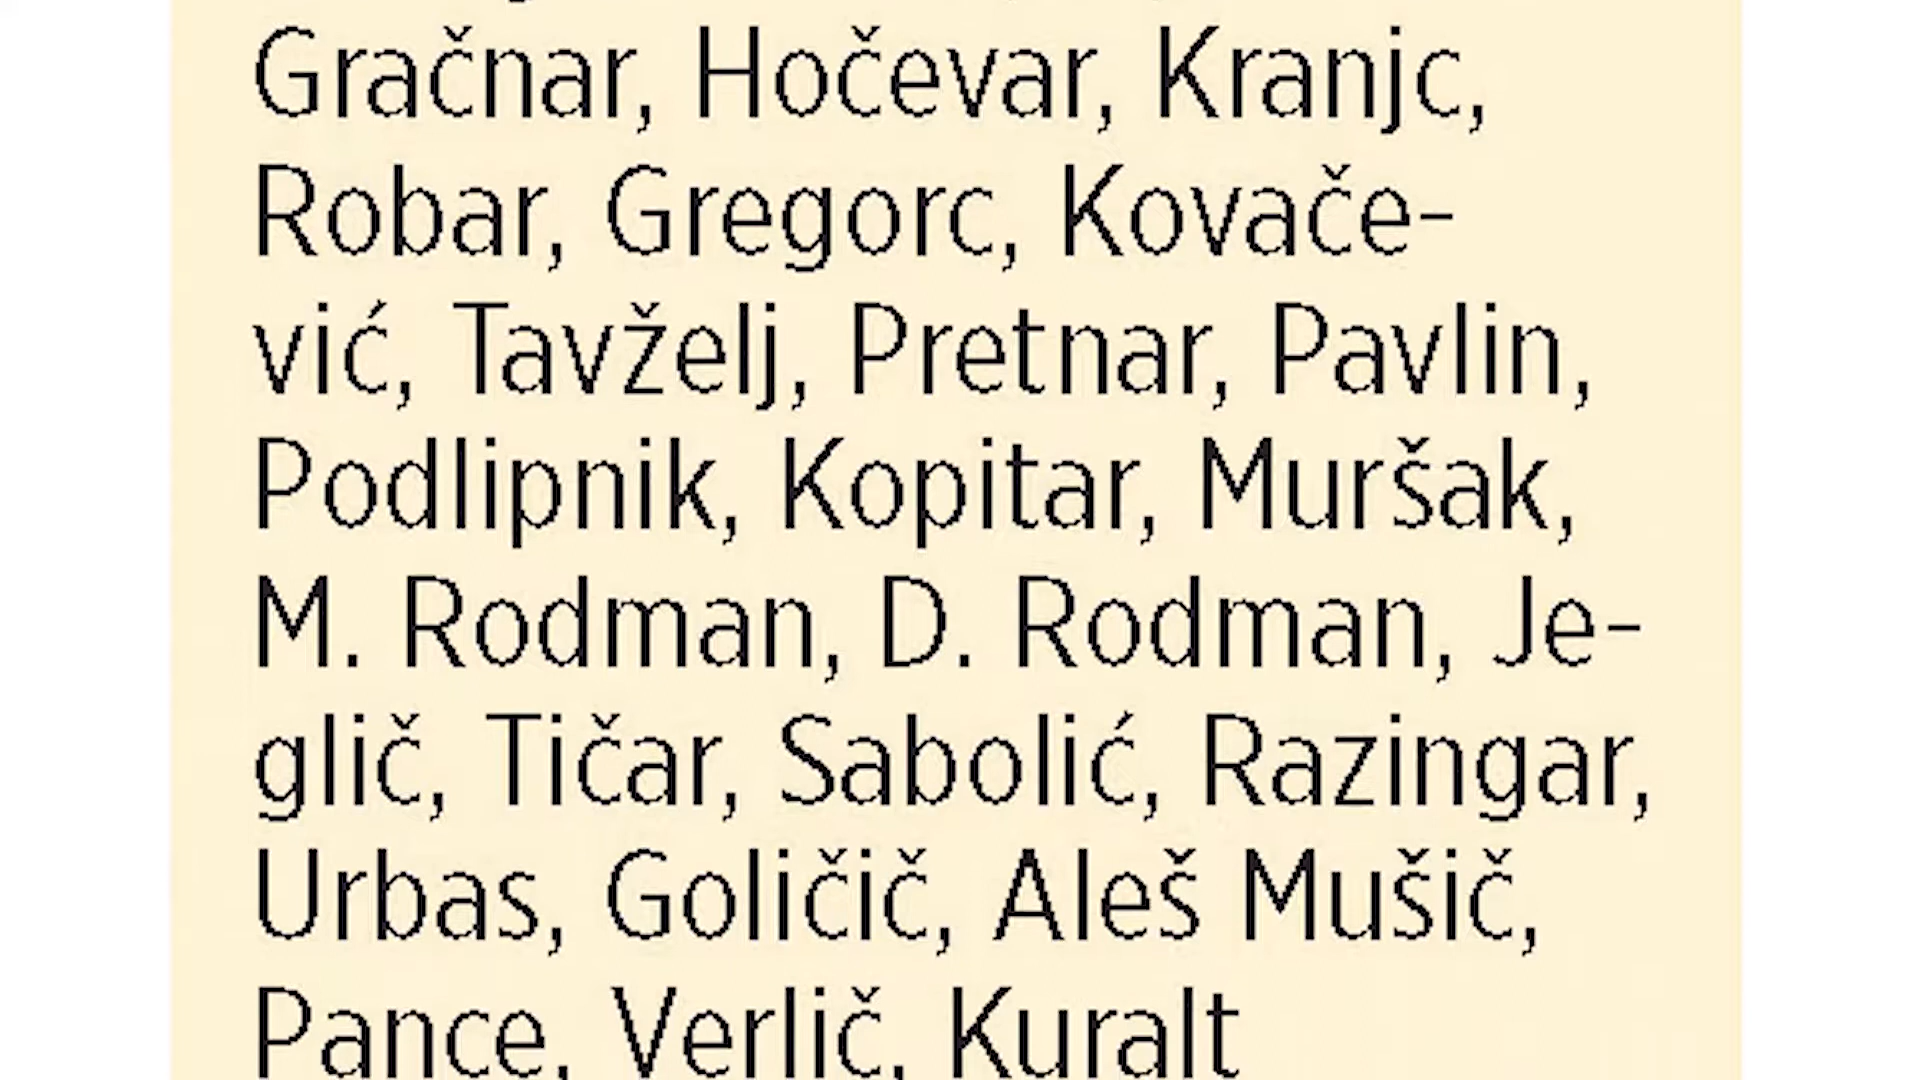 Gračnar, Hočevar, Kranjc,
Robar, Gregorc, Kovače-
vić, Tavželj, Pretnar, Pavlin,
Podlipnik, Kopitar, Muršak,
M. Rodman, D. Rodman, Je-
glič, Tičar, Sabolić, Razingar,
Urbas, Goličič, Aleš Mušič,
Pance, Verlič, Kuralt